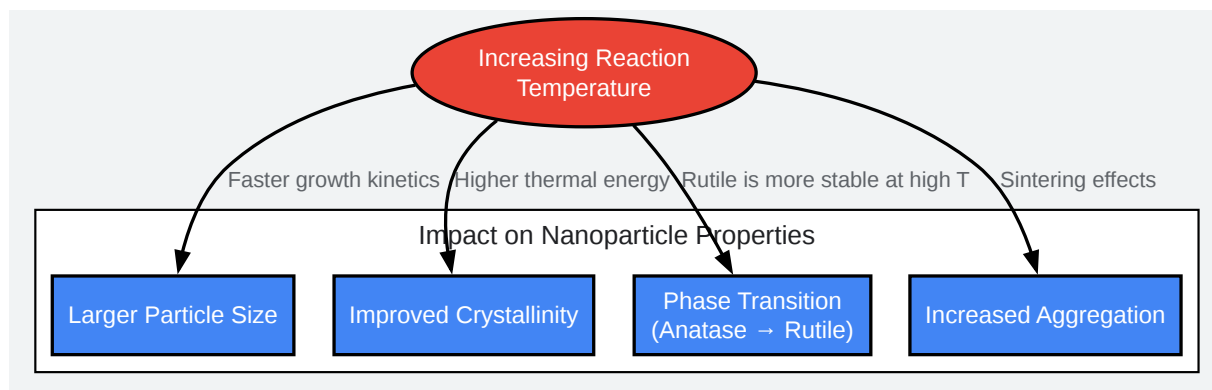 Increasing Reaction
Temperature
Faster growth kinetics
Higher thermal energy
Rutile is more stable at high T
Sintering effects
Impact on Nanoparticle Properties
Larger Particle Size
Improved Crystallinity
Phase Transition
(Anatase → Rutile)
Increased Aggregation